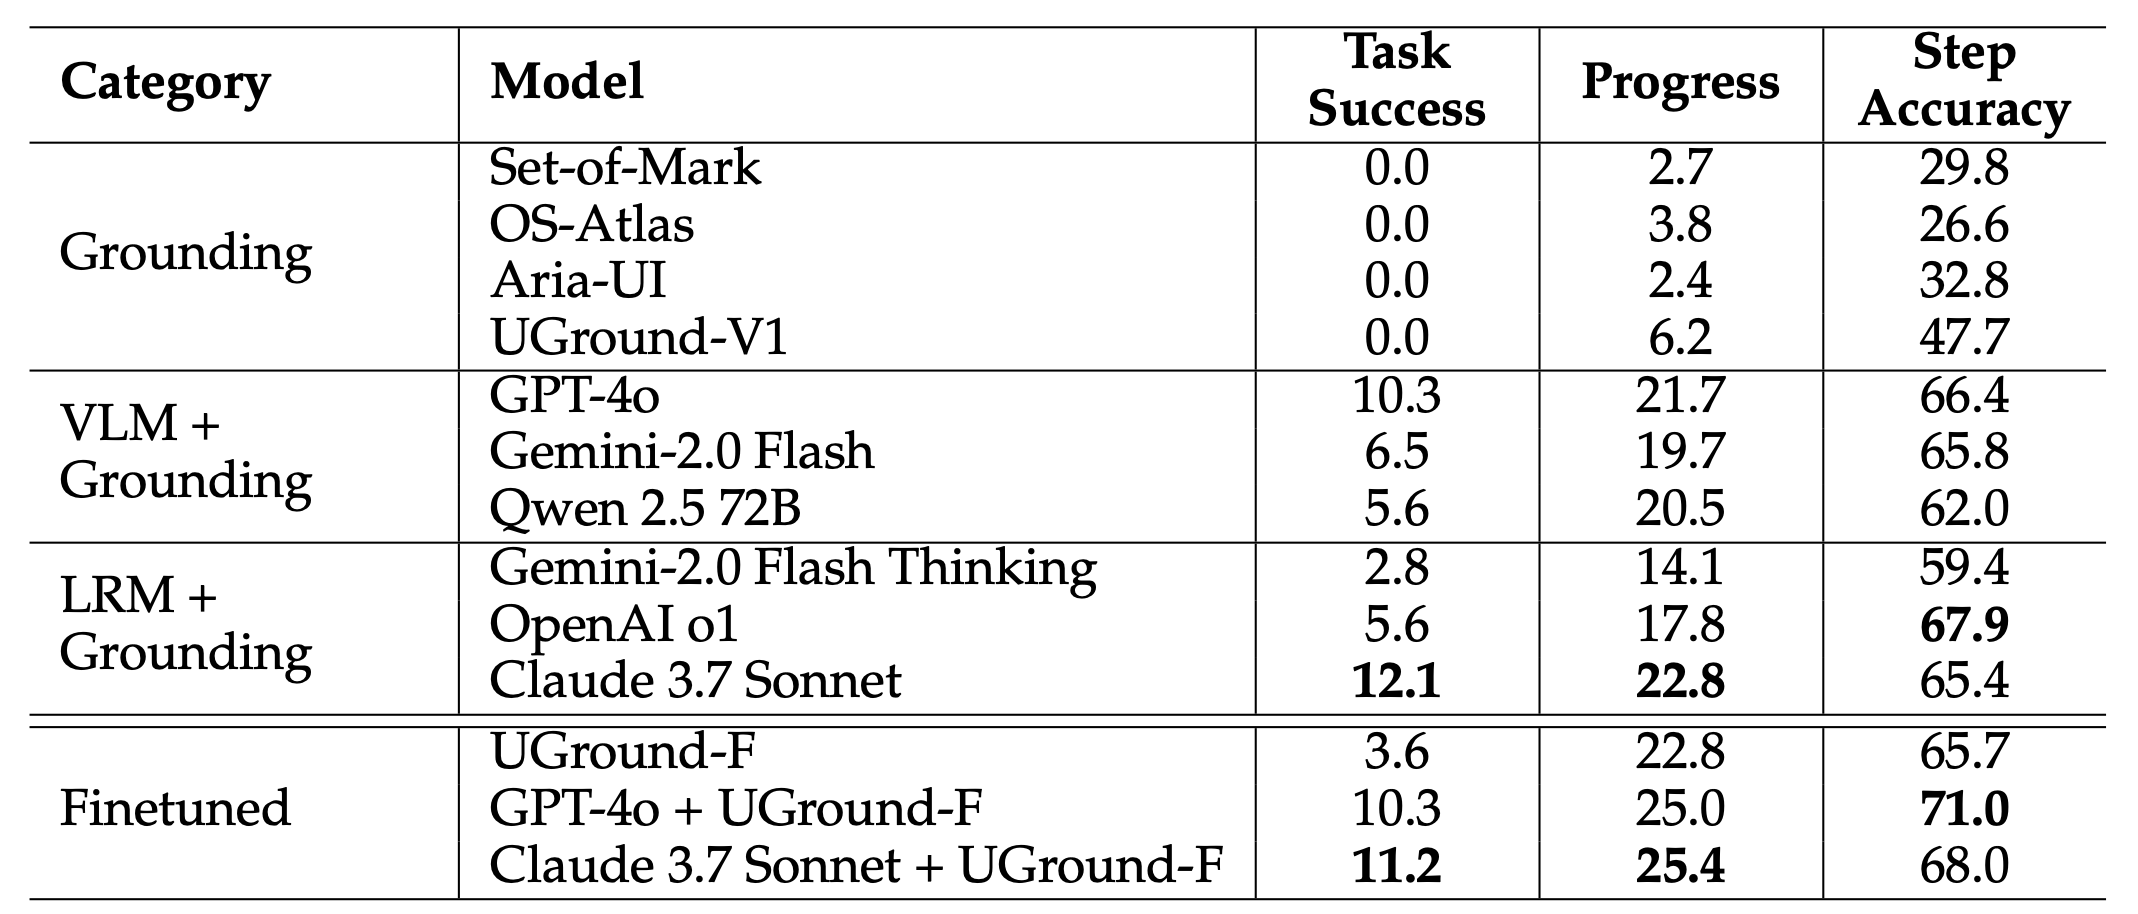 Category Model Task Success Progress Step Accuracy
Grounding
Set-of-Mark 0.0 2.7 29.8
OS-Atlas 0.0 3.8 26.6
Aria-UI 0.0 2.4 32.8
UGround-V1 0.0 6.2 47.7
VLM +
Grounding
GPT-4o 10.3 21.7 66.4
Gemini-2.0 Flash 6.5 19.7 65.8
Qwen 2.5 72B 5.6 20.5 62.0
LRM +
Grounding
Gemini-2.0 Flash Thinking 2.8 14.1 59.4
OpenAI o1 5.6 17.8 67.9
Claude 3.7 Sonnet 12.1 22.8 65.4
Finetuned
UGround-F 3.6 22.8 65.7
GPT-4o + UGround-F 10.3 25.0 71.0
Claude 3.7 Sonnet + UGround-F 11.2 25.4 68.0